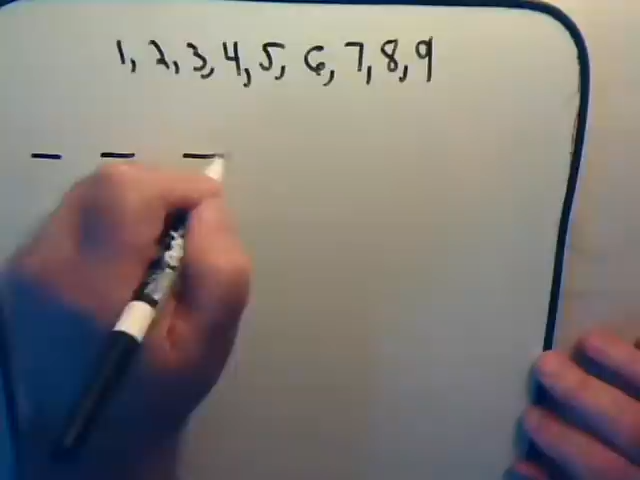 1, 2, 3, 4, 5, 6, 7, 8, 9
_ _ _